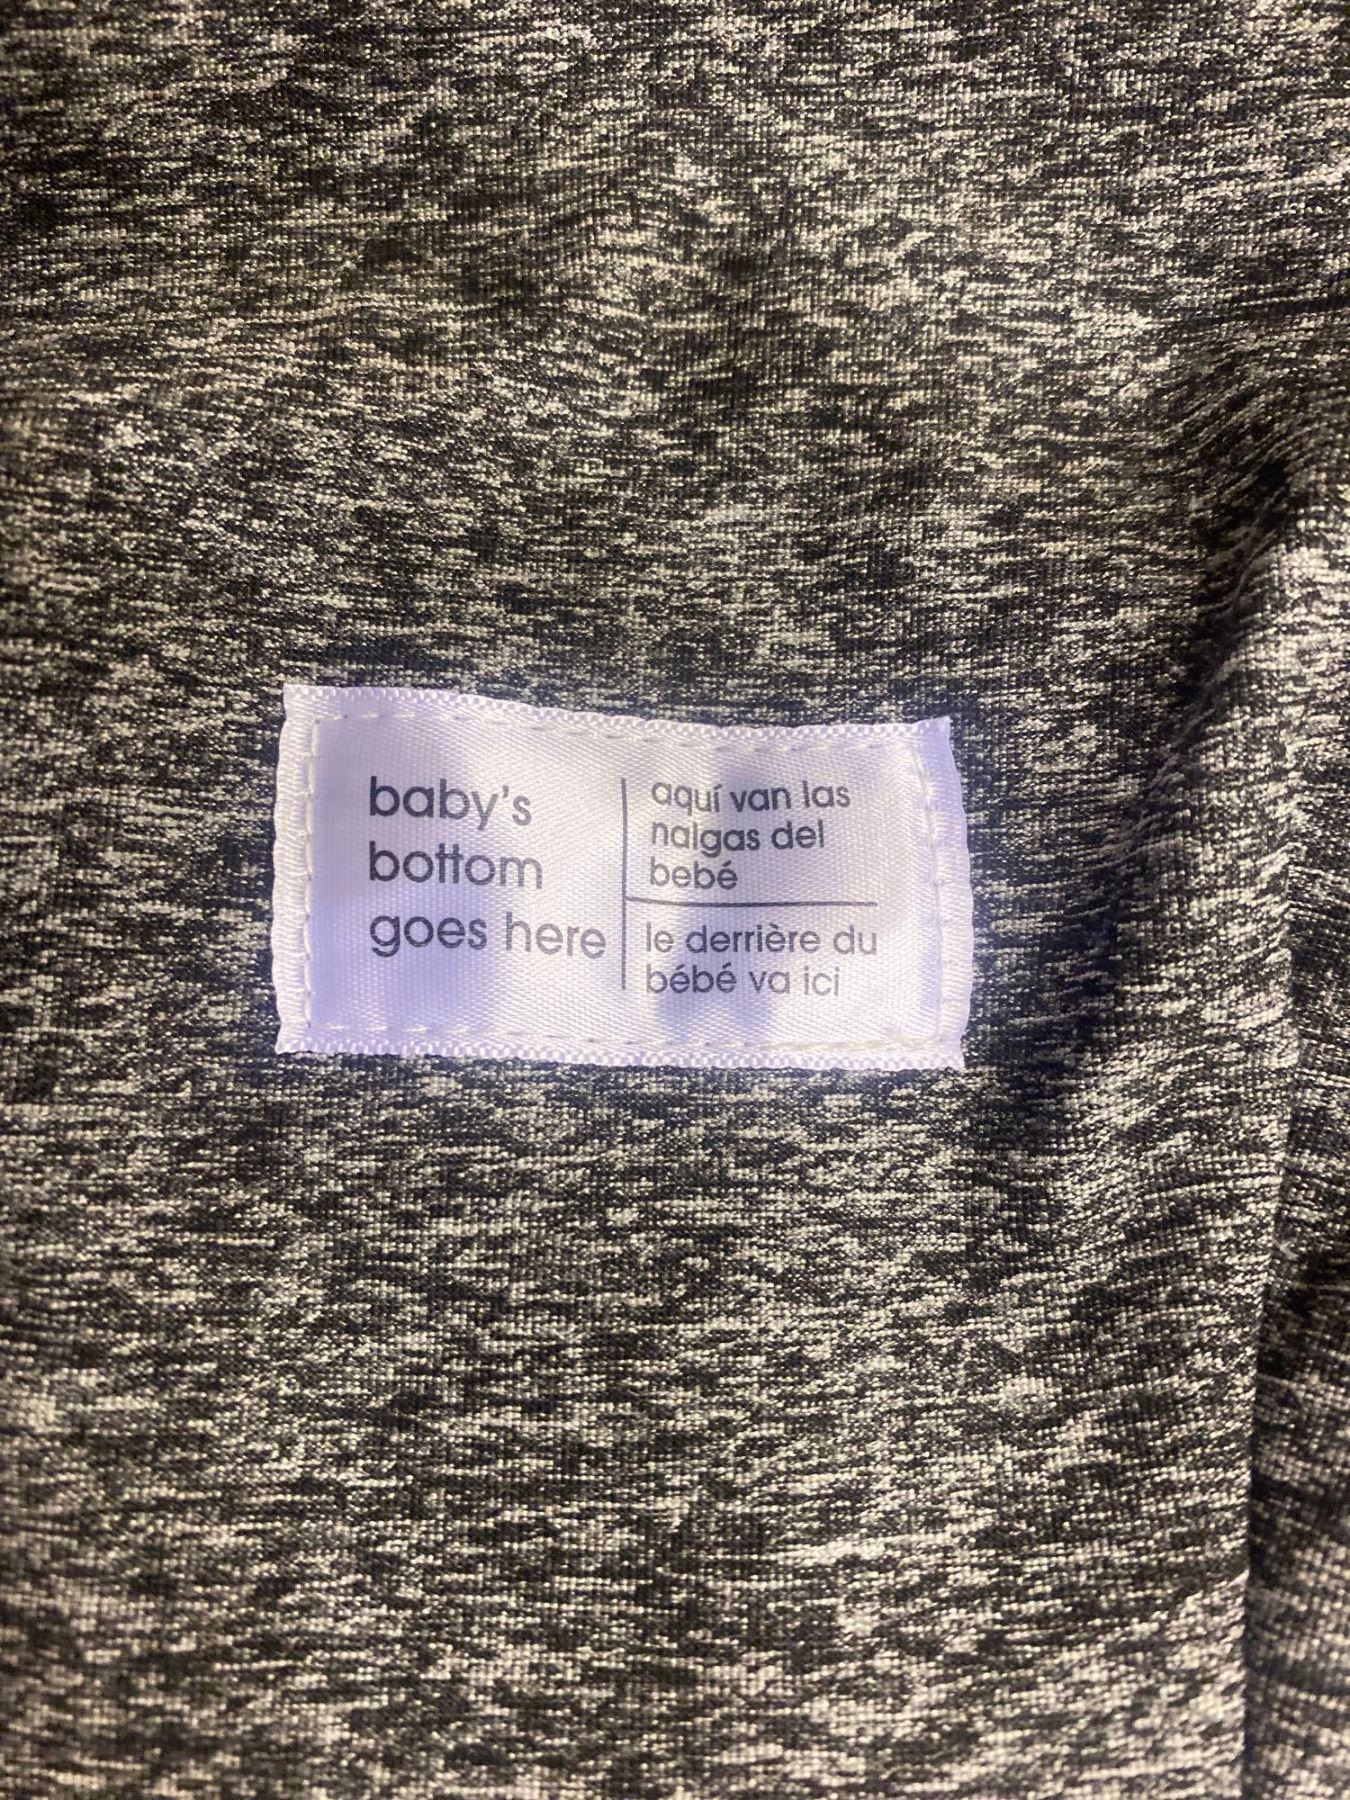 baby's
bottom
goes here
aquí van las
nalgas del
bebé
le derrière du
bébé va ici